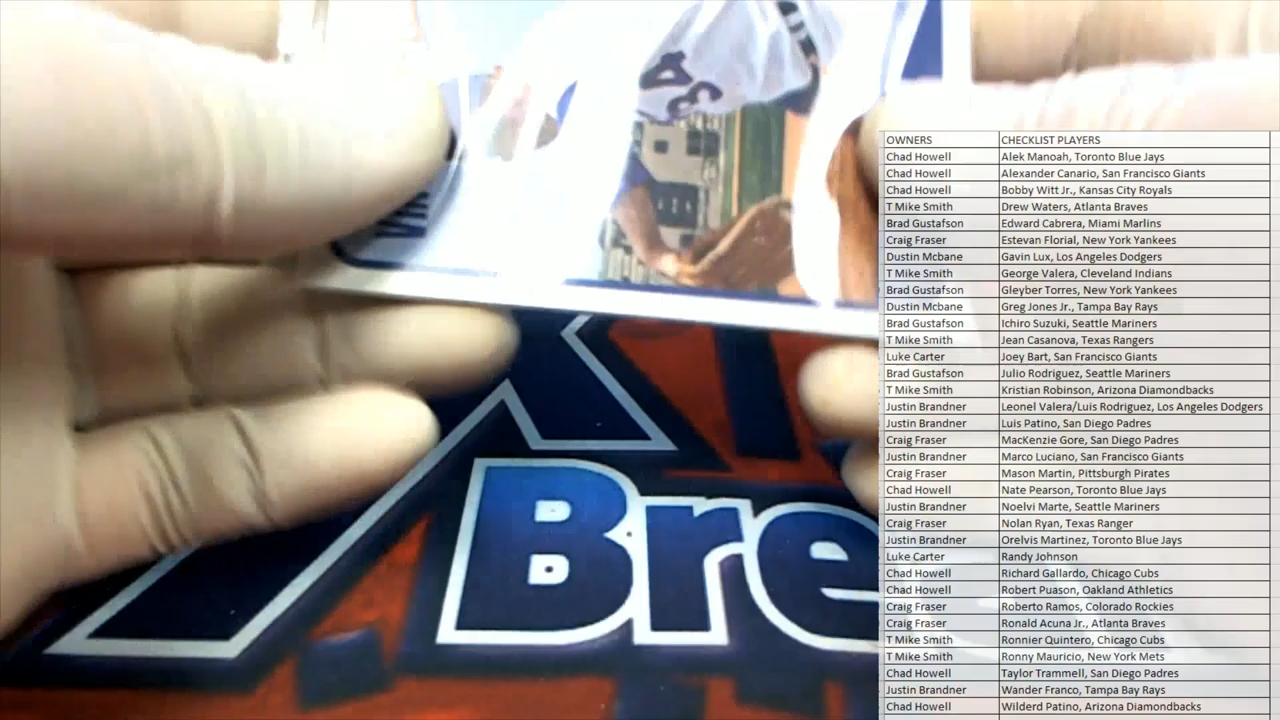 34
OWNERS CHECKLIST PLAYERS
Chad Howell Alek Manoah, Toronto Blue Jays
Chad Howell Alexander Canario, San Francisco Giants
Chad Howell Bobby Witt Jr., Kansas City Royals
T Mike Smith Drew Waters, Atlanta Braves
Brad Gustafson Edward Cabrera, Miami Marlins
Craig Fraser Estevan Florial, New York Yankees
Dustin Mcbane Gavin Lux, Los Angeles Dodgers
T Mike Smith George Valera, Cleveland Indians
Brad Gustafson Gleyber Torres, New York Yankees
Dustin Mcbane Greg Jones Jr., Tampa Bay Rays
Brad Gustafson Ichiro Suzuki, Seattle Mariners
T Mike Smith Jean Casanova, Texas Rangers
Luke Carter Joey Bart, San Francisco Giants
Brad Gustafson Julio Rodriguez, Seattle Mariners
T Mike Smith Kristian Robinson, Arizona Diamondbacks
Justin Brandner Leonel Valera/Luis Rodriguez, Los Angeles Dodgers
Justin Brandner Luis Patino, San Diego Padres
Craig Fraser MacKenzie Gore, San Diego Padres
Justin Brandner Marco Luciano, San Francisco Giants
Craig Fraser Mason Martin, Pittsburgh Pirates
Chad Howell Nate Pearson, Toronto Blue Jays
Justin Brandner Noelvi Marte, Seattle Mariners
Craig Fraser Nolan Ryan, Texas Ranger
Justin Brandner Orelvis Martinez, Toronto Blue Jays
Luke Carter Randy Johnson
Chad Howell Richard Gallardo, Chicago Cubs
Chad Howell Robert Puason, Oakland Athletics
Craig Fraser Roberto Ramos, Colorado Rockies
Craig Fraser Ronald Acuna Jr., Atlanta Braves
T Mike Smith Ronnier Quintero, Chicago Cubs
T Mike Smith Ronny Mauricio, New York Mets
Chad Howell Taylor Trammell, San Diego Padres
Justin Brandner Wander Franco, Tampa Bay Rays
Chad Howell Wilderd Patino, Arizona Diamondbacks
Bre